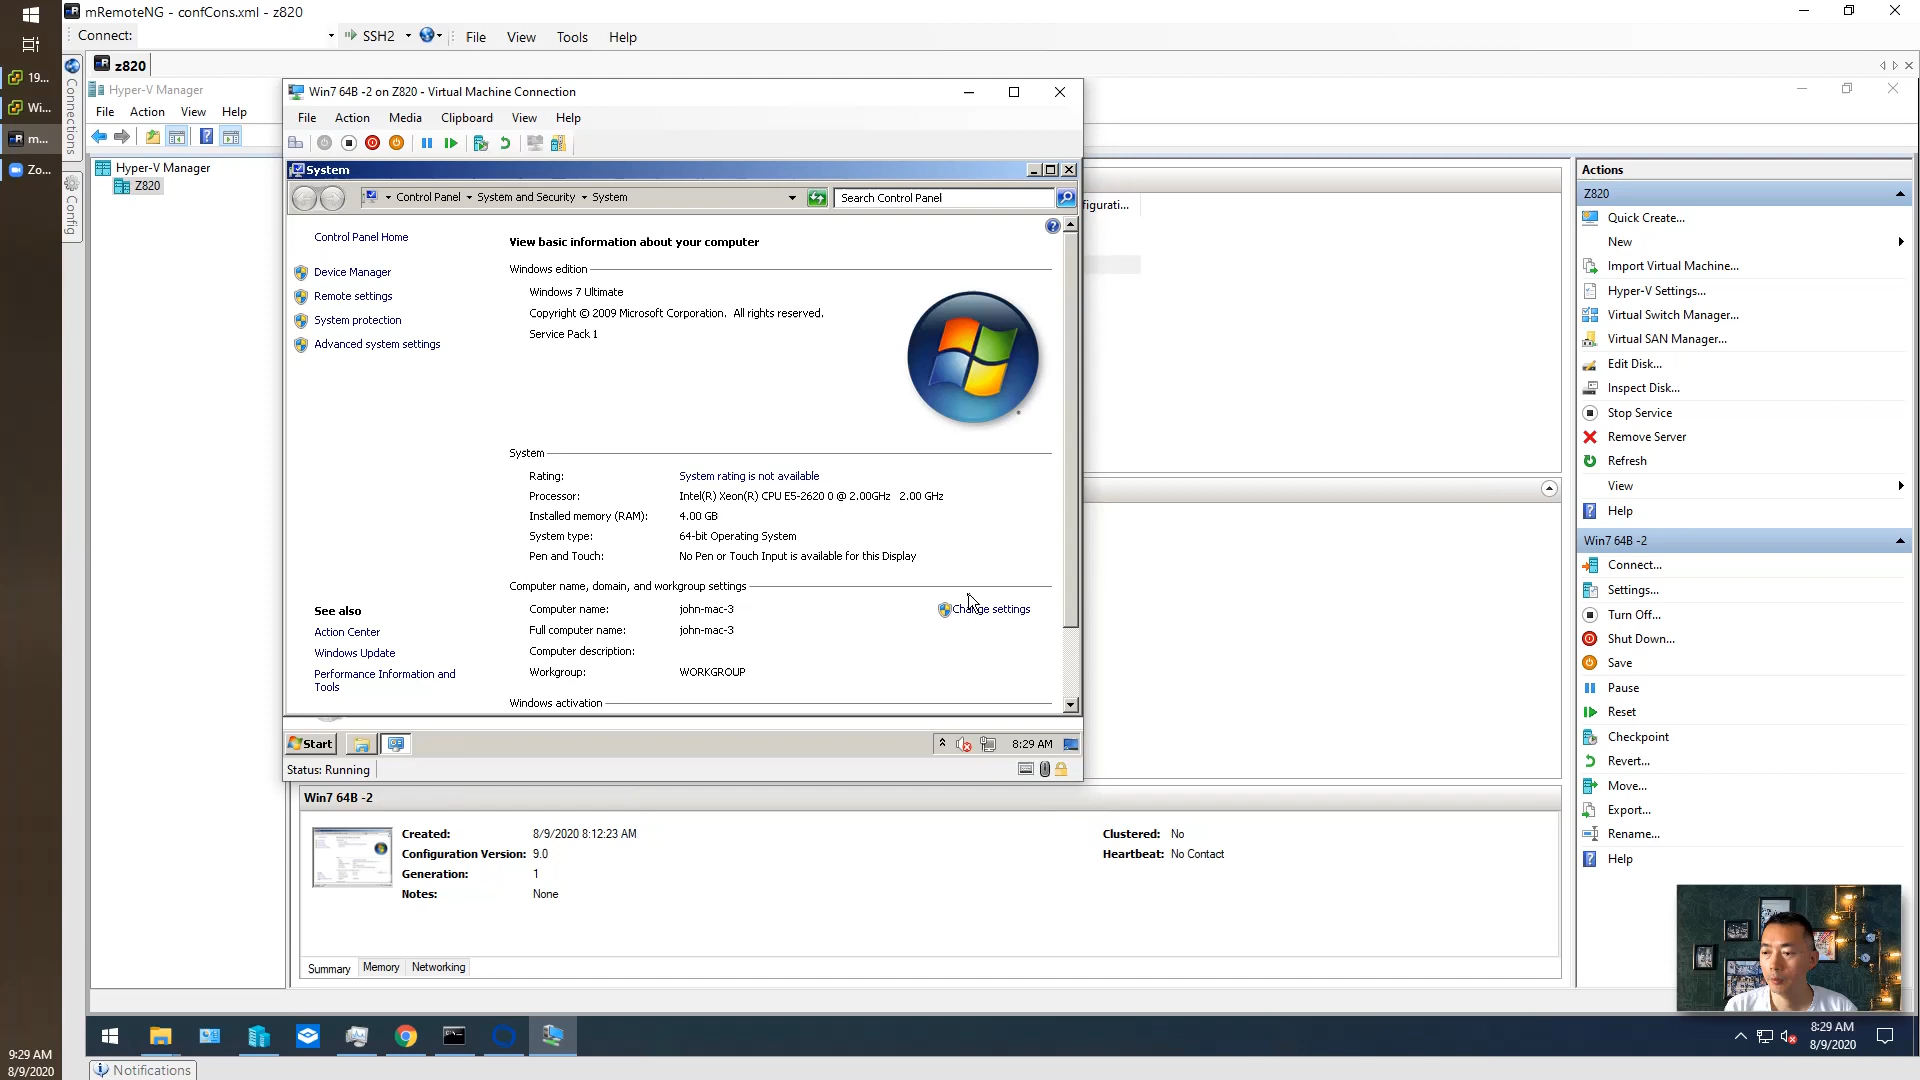 mRemoteNG - confCons.xml - z820
Connect:
SSH2
File View Tools Help
19...
Wi...
m...
Zo...
Connections
Config
z820
Hyper-V Manager
File Action View Help
Hyper-V Manager
Z820
Win7 64B -2 on Z820 - Virtual Machine Connection
File Action Media Clipboard View Help
System
Control Panel System and Security System
Search Control Panel
Control Panel Home
Device Manager
Remote settings
System protection
Advanced system settings
See also
Action Center
Windows Update
Performance Information and
Tools
View basic information about your computer
Windows edition
Windows 7 Ultimate
Copyright © 2009 Microsoft Corporation. All rights reserved.
Service Pack 1
System
Rating: System rating is not available
Processor: Intel(R) Xeon(R) CPU E5-2620 0 @ 2.00GHz 2.00 GHz
Installed memory (RAM): 4.00 GB
System type: 64-bit Operating System
Pen and Touch: No Pen or Touch Input is available for this Display
Computer name, domain, and workgroup settings
Computer name: john-mac-3
Change settings
Full computer name: john-mac-3
Computer description:
Workgroup: WORKGROUP
Windows activation
Start
8:29 AM
Status: Running
figurati...
Win7 64B -2
Created: 8/9/2020 8:12:23 AM
Configuration Version: 9.0
Generation: 1
Notes: None
Clustered: No
Heartbeat: No Contact
Summary Memory Networking
Actions
Z820
Quick Create...
New
Import Virtual Machine...
Hyper-V Settings...
Virtual Switch Manager...
Virtual SAN Manager...
Edit Disk...
Inspect Disk...
Stop Service
Remove Server
Refresh
View
Help
Win7 64B -2
Connect...
Settings...
Turn Off...
Shut Down...
Save
Pause
Reset
Checkpoint
Revert...
Move...
Export...
Rename...
Help
8:29 AM
8/9/2020
9:29 AM
8/9/2020
Notifications